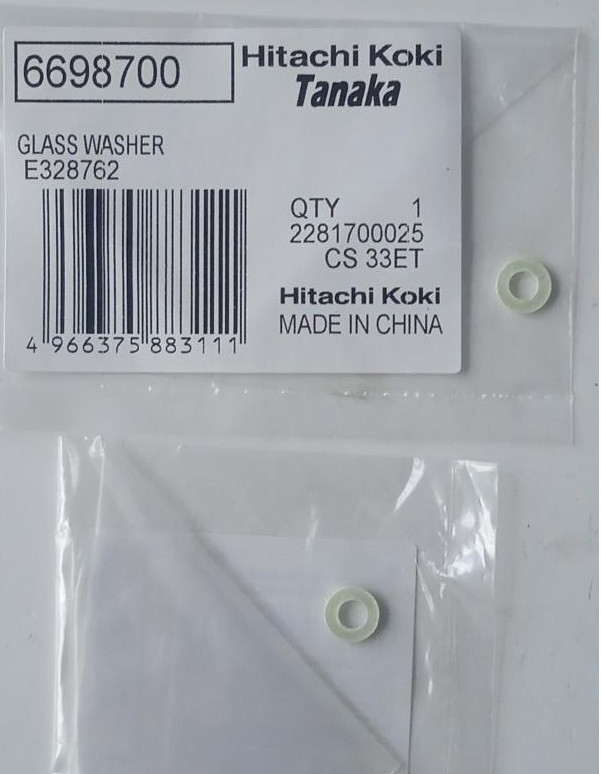 6698700
Hitachi Koki
Tanaka
GLASS WASHER
E328762
QTY 1
2281700025
CS 33ET
Hitachi Koki
MADE IN CHINA
4 966375 883111